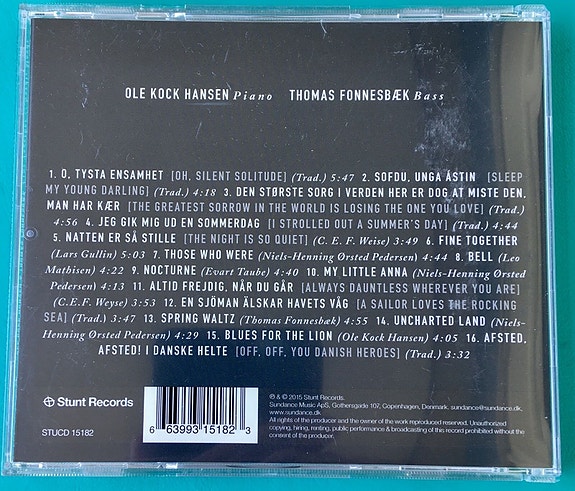 OLE KOCK HANSEN Piano THOMAS FONNESBÆK Bass
1. O, TYSTA ENSAMHET [OH, SILENT SOLITUDE] (Trad.) 5:47 2. SOFÐU, UNGA ÁSTIN [SLEEP
MY YOUNG DARLING] (Trad.) 4:18 3. DEN STØRSTE SORG I VERDEN HER ER DOG AT MISTE DEN,
MAN HAR KÆR [THE GREATEST SORROW IN THE WORLD IS LOSING THE ONE YOU LOVE] (Trad.)
4:56 4. JEG GIK MIG UD EN SOMMERDAG [I STROLLED OUT A SUMMER'S DAY] (Trad.) 4:44
5. NATTEN ER SÅ STILLE [THE NIGHT IS SO QUIET] (C. E. F. Weise) 3:49 6. FINE TOGETHER
(Lars Gullin) 5:03 7. THOSE WHO WERE (Niels-Henning Ørsted Pedersen) 4:44 8. BELL (Leo
Mathisen) 4:22 9. NOCTURNE (Evart Taube) 4:40 10. MY LITTLE ANNA (Niels-Henning Ørsted
Pedersen) 4:13 11. ALTID FREJDIG, NÅR DU GÅR [ALWAYS DAUNTLESS WHEREVER YOU ARE]
(C.E.F. Weyse) 3:53 12. EN SJÖMAN ÄLSKAR HAVETS VÅG [A SAILOR LOVES THE ROCKING
SEA] (Trad.) 3:47 13. SPRING WALTZ (Thomas Fonnesbæk) 4:55 14. UNCHARTED LAND (Niels-
Henning Ørsted Pedersen) 4:29 15. BLUES FOR THE LION (Ole Kock Hansen) 4:05 16. AFSTED,
AFSTED! I DANSKE HELTE [OFF, OFF, YOU DANISH HEROES] (Trad.) 3:32
Stunt Records
STUCD 15182
6 63993 15182 3
℗ & © 2015 Stunt Records.
Sundance Music ApS, Gothersgade 107, Copenhagen, Denmark. sundance@sundance.dk,
www.sundance.dk
All rights of the producer and the owner of the work reproduced reserved. Unauthorized
copying, hiring, renting, public performance & broadcasting of this record prohibited without the
consent of the producer.